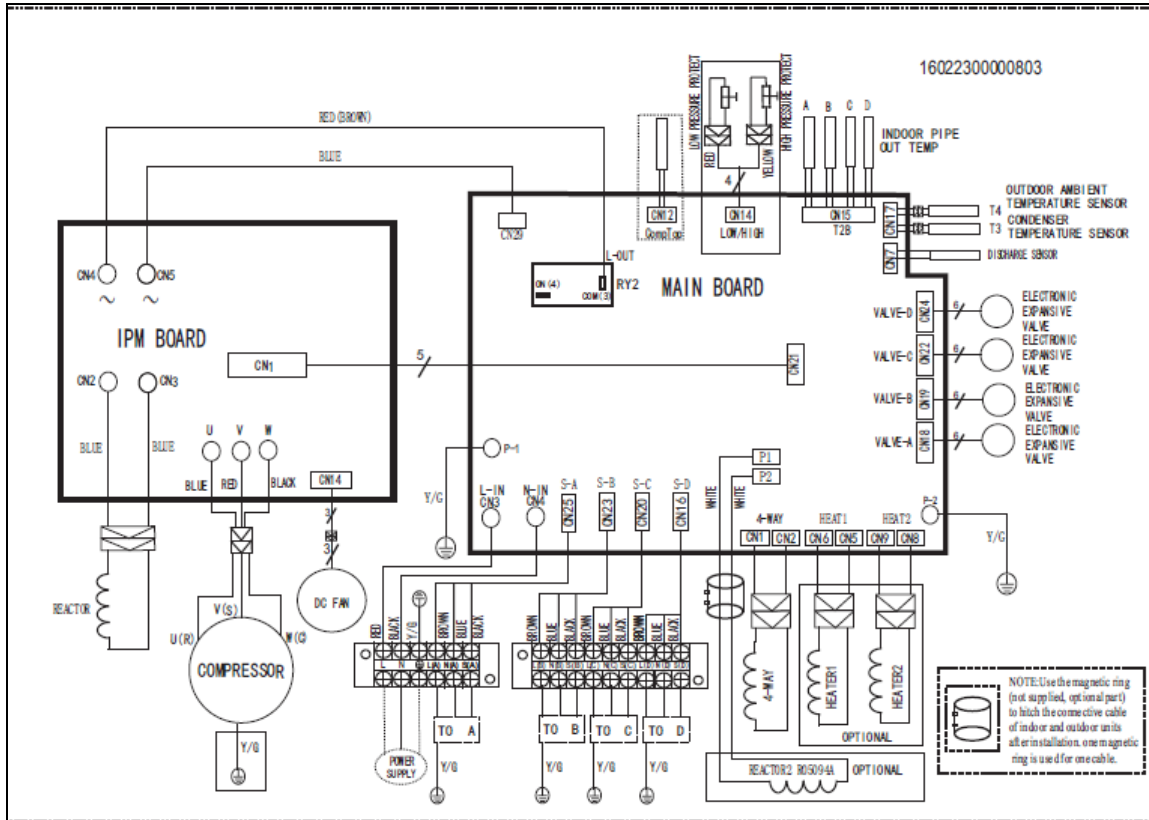 16022300000803
LOW PRESSURE PROTECT
HIGH PRESSURE PROTECT
RED
YELLOW
4
A B C D
INDOOR PIPE
OUT TEMP
RED(BROWN)
BLUE
CN12
CompTop
CN14
LOW/HIGH
CN15
T2B
CN17
T4
OUTDOOR AMBIENT
TEMPERATURE SENSOR
T3
CONDENSER
TEMPERATURE SENSOR
CN7
DISCHARGE SENSOR
CN29
L-OUT
CN4
CN5
~ ~
ON(4)
COM(3)
RY2
MAIN BOARD
IPM BOARD
CN1
5
CN21
VALVE-D
CN24
6
ELECTRONIC
EXPANSIVE
VALVE
VALVE-C
CN22
6
ELECTRONIC
EXPANSIVE
VALVE
VALVE-B
CN19
6
ELECTRONIC
EXPANSIVE
VALVE
VALVE-A
CN18
6
ELECTRONIC
EXPANSIVE
VALVE
CN2
CN3
BLUE
BLUE
U V W
BLUE
RED
BLACK
CN14
3
3
DC FAN
P-1
Y/G
L-IN
CN3
N-IN
CN4
S-A
CN25
S-B
CN23
S-C
CN20
S-D
CN16
P1
P2
WHITE
WHITE
4-WAY
CN1 CN2
HEAT1
CN6 CN5
HEAT2
CN9 CN8
P-2
Y/G
REACTOR
V(S)
U(R)
W(C)
COMPRESSOR
Y/G
RED
BLACK
Y/G
BROWN
BLUE
BLACK
L N L(A) N(A) S(A)
BROWN
BLUE
BLACK
BROWN
BLUE
BLACK
BROWN
BLUE
BLACK
L(B) N(B) S(B) L(C) N(C) S(C) L(D) N(D) S(D)
POWER
SUPPLY
TO A
Y/G
TO B
Y/G
TO C
Y/G
TO D
Y/G
4-WAY
HEATER1
HEATER2
OPTIONAL
REACTOR2 R05094A
OPTIONAL
NOTE:Use the magnetic ring
(not supplied, optional part)
to hitch the connective cable
of indoor and outdoor units
after installation. one magnetic
ring is used for one cable.